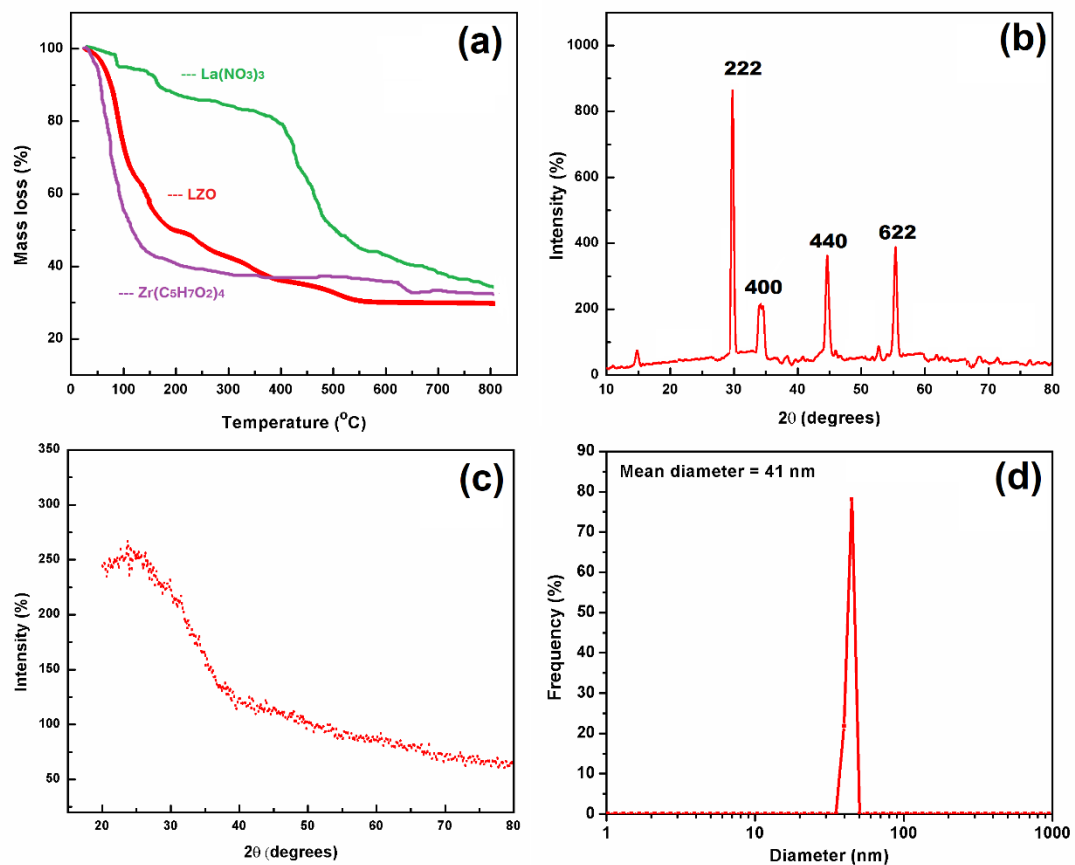 (a)
--- La(NO3)3
--- LZO
--- Zr(C5H7O2)4
Mass loss (%)
100
80
60
40
20
0 100 200 300 400 500 600 700 800
Temperature (°C)
(b)
222
400
440
622
Intensity (%)
1000
800
600
400
200
0
10 20 30 40 50 60 70 80
2θ (degrees)
(c)
Intensity (%)
350
300
250
200
150
100
50
20 30 40 50 60 70 80
2θ (degrees)
(d)
Mean diameter = 41 nm
Frequency (%)
90
80
70
60
50
40
30
20
10
0
1 10 100 1000
Diameter (nm)